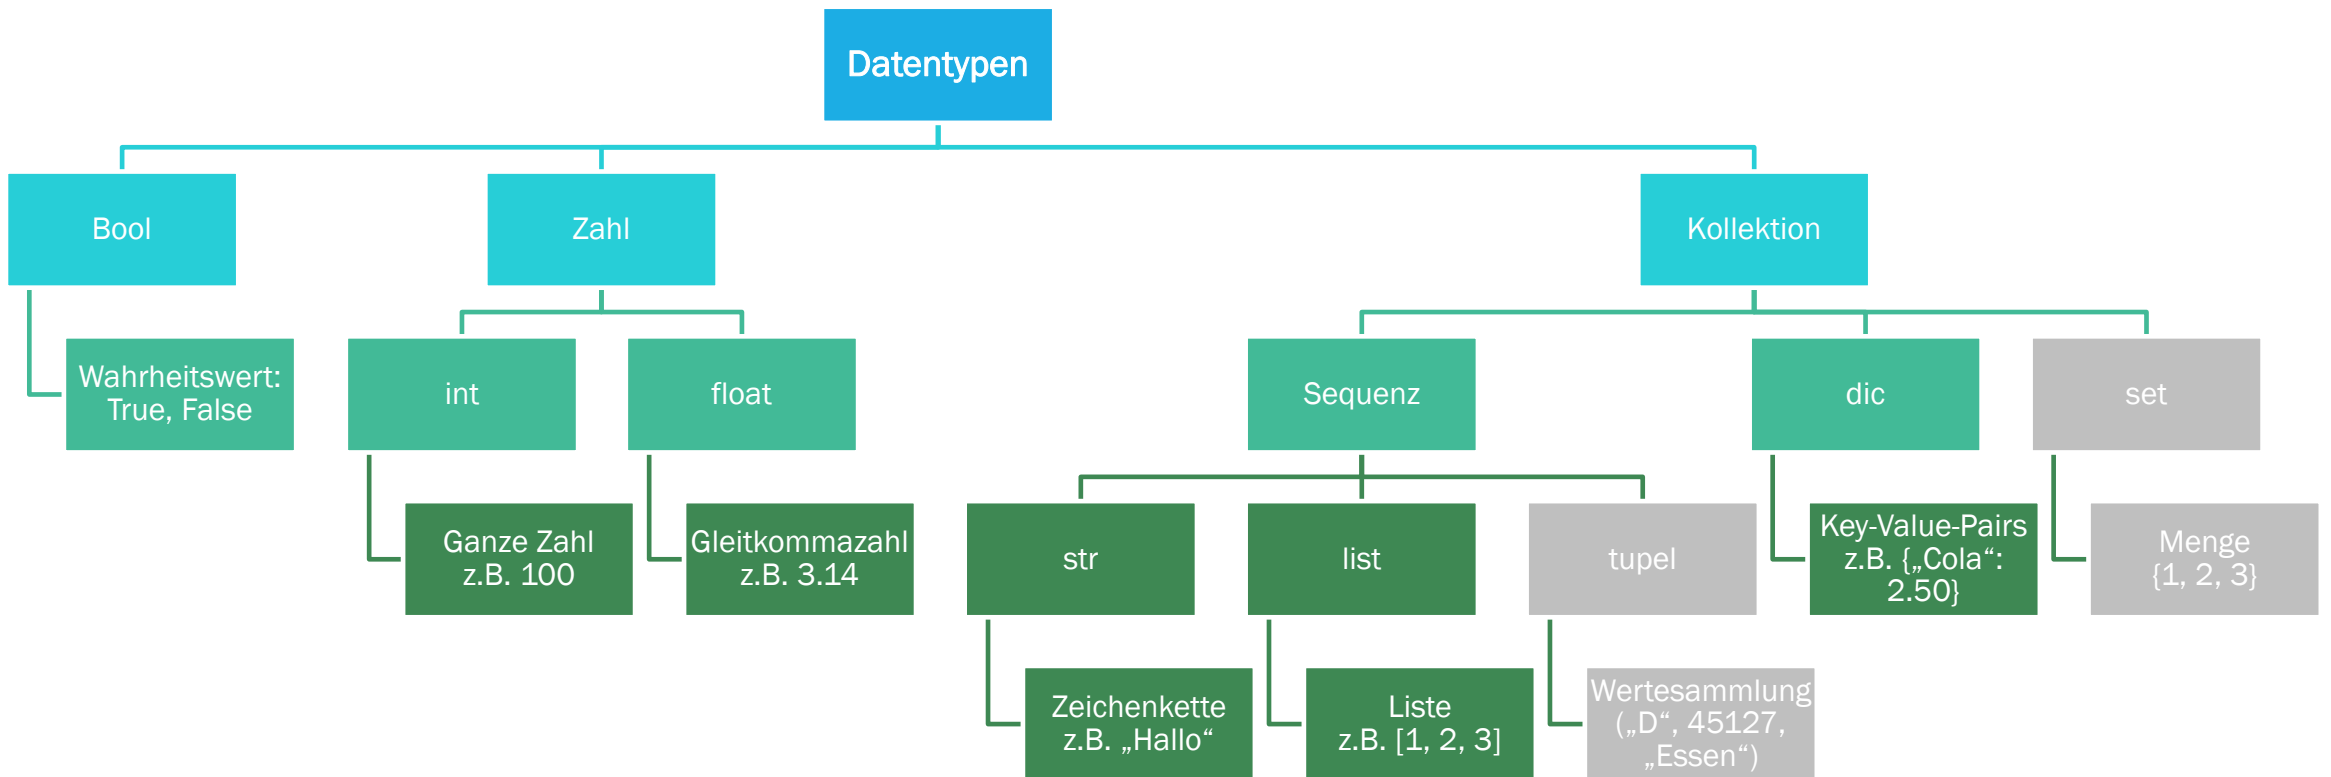 Datentypen
Bool
Zahl
Kollektion
Wahrheitswert:
True, False
int
float
Sequenz
dic
set
Ganze Zahl
z.B. 100
Gleitkommazahl
z.B. 3.14
str
list
tupel
Key-Value-Pairs
z.B. {„Cola“:
2.50}
Menge
{1, 2, 3}
Zeichenkette
z.B. „Hallo“
Liste
z.B. [1, 2, 3]
Wertesammlung
(„D“, 45127,
„Essen“)